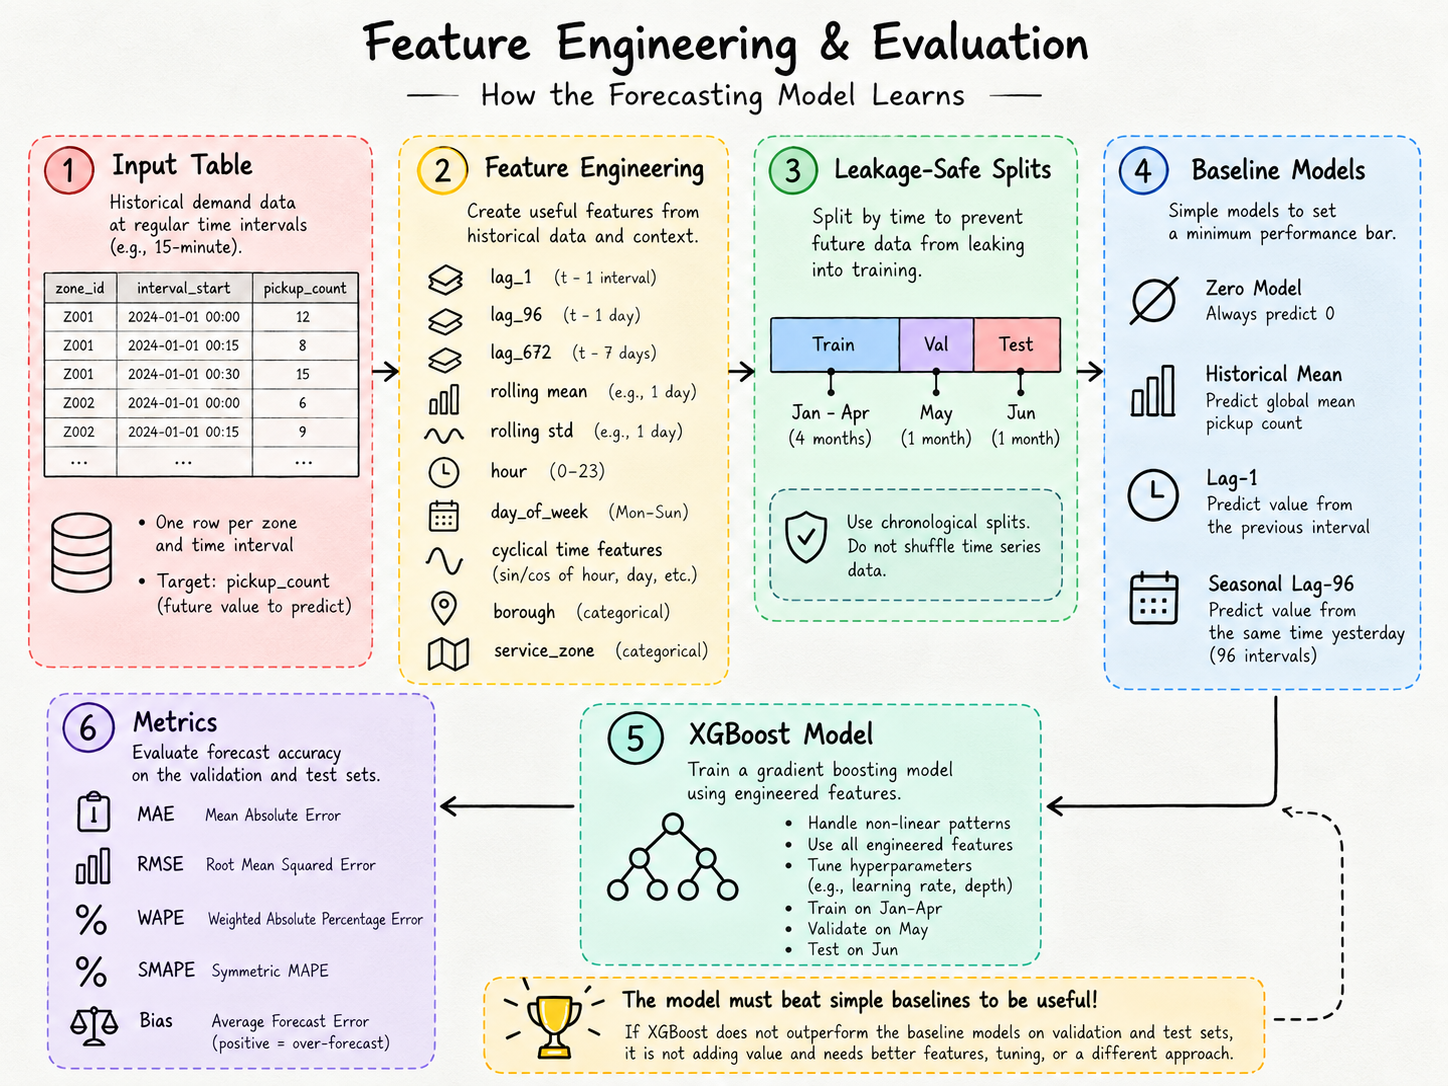 Feature Engineering & Evaluation
How the Forecasting Model Learns
1 Input Table
Historical demand data
at regular time intervals
(e.g., 15-minute).
zone_id interval_start pickup_count
Z001 2024-01-01 00:00 12
Z001 2024-01-01 00:15 8
Z001 2024-01-01 00:30 15
Z002 2024-01-01 00:00 6
Z002 2024-01-01 00:15 9
... ... ...
• One row per zone
and time interval
• Target: pickup_count
(future value to predict)
2 Feature Engineering
Create useful features from
historical data and context.
lag_1 (t - 1 interval)
lag_96 (t - 1 day)
lag_672 (t - 7 days)
rolling mean (e.g., 1 day)
rolling std (e.g., 1 day)
hour (0-23)
day_of_week (Mon-Sun)
cyclical time features
(sin/cos of hour, day, etc.)
borough (categorical)
service_zone (categorical)
3 Leakage-Safe Splits
Split by time to prevent
future data from leaking
into training.
Train Val Test
Jan - Apr May Jun
(4 months) (1 month) (1 month)
Use chronological splits.
Do not shuffle time series
data.
4 Baseline Models
Simple models to set
a minimum performance bar.
Zero Model
Always predict 0
Historical Mean
Predict global mean
pickup count
Lag-1
Predict value from
the previous interval
Seasonal Lag-96
Predict value from
the same time yesterday
(96 intervals)
5 XGBoost Model
Train a gradient boosting model
using engineered features.
• Handle non-linear patterns
• Use all engineered features
• Tune hyperparameters
(e.g., learning rate, depth)
• Train on Jan-Apr
• Validate on May
• Test on Jun
6 Metrics
Evaluate forecast accuracy
on the validation and test sets.
MAE Mean Absolute Error
RMSE Root Mean Squared Error
% WAPE Weighted Absolute Percentage Error
% SMAPE Symmetric MAPE
Bias Average Forecast Error
(positive = over-forecast)
The model must beat simple baselines to be useful!
If XGBoost does not outperform the baseline models on validation and test sets,
it is not adding value and needs better features, tuning, or a different approach.